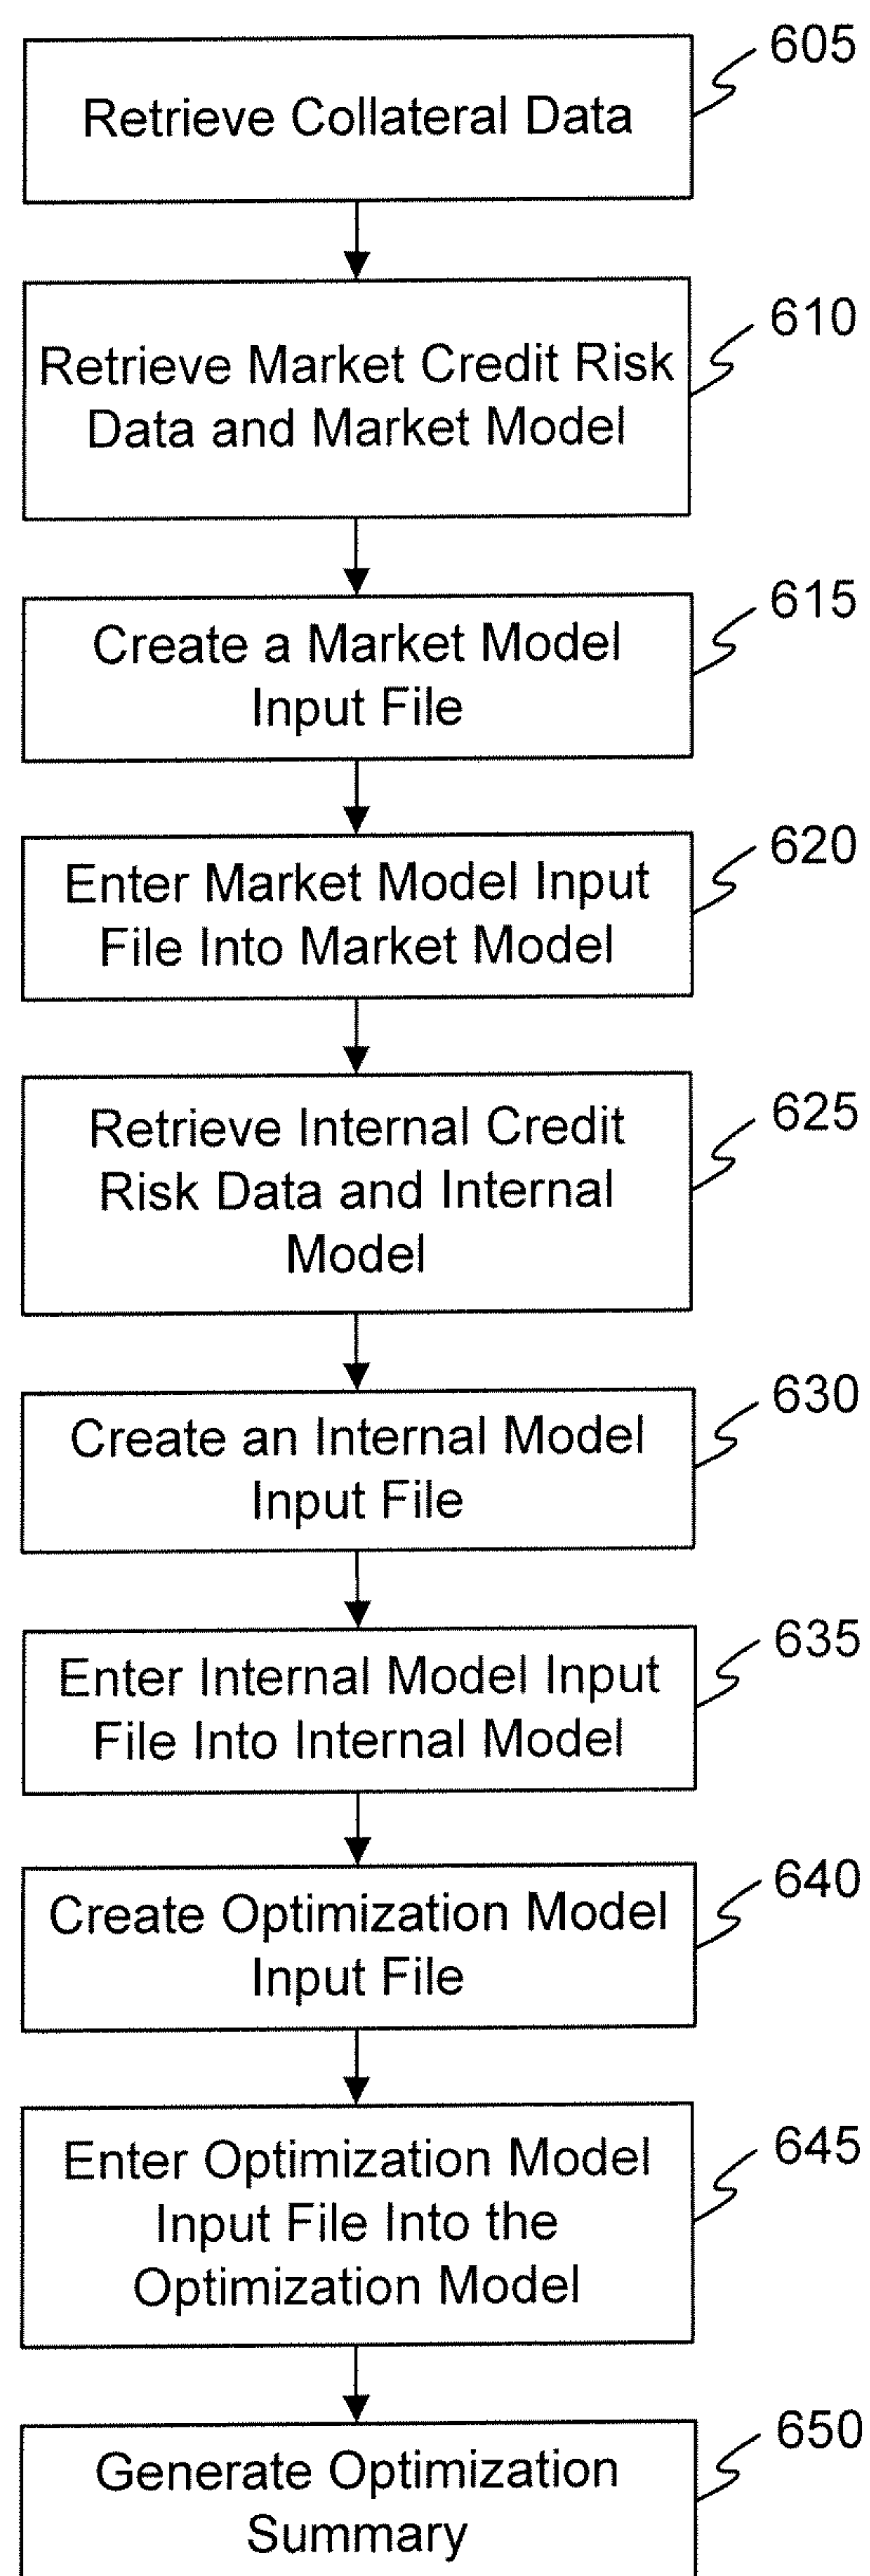 605
Retrieve Collateral Data
610
Retrieve Market Credit Risk
Data and Market Model
615
Create a Market Model
Input File
620
Enter Market Model Input
File Into Market Model
625
Retrieve Internal Credit
Risk Data and Internal
Model
630
Create an Internal Model
Input File
635
Enter Internal Model Input
File Into Internal Model
640
Create Optimization Model
Input File
645
Enter Optimization Model
Input File Into the
Optimization Model
650
Generate Optimization
Summary